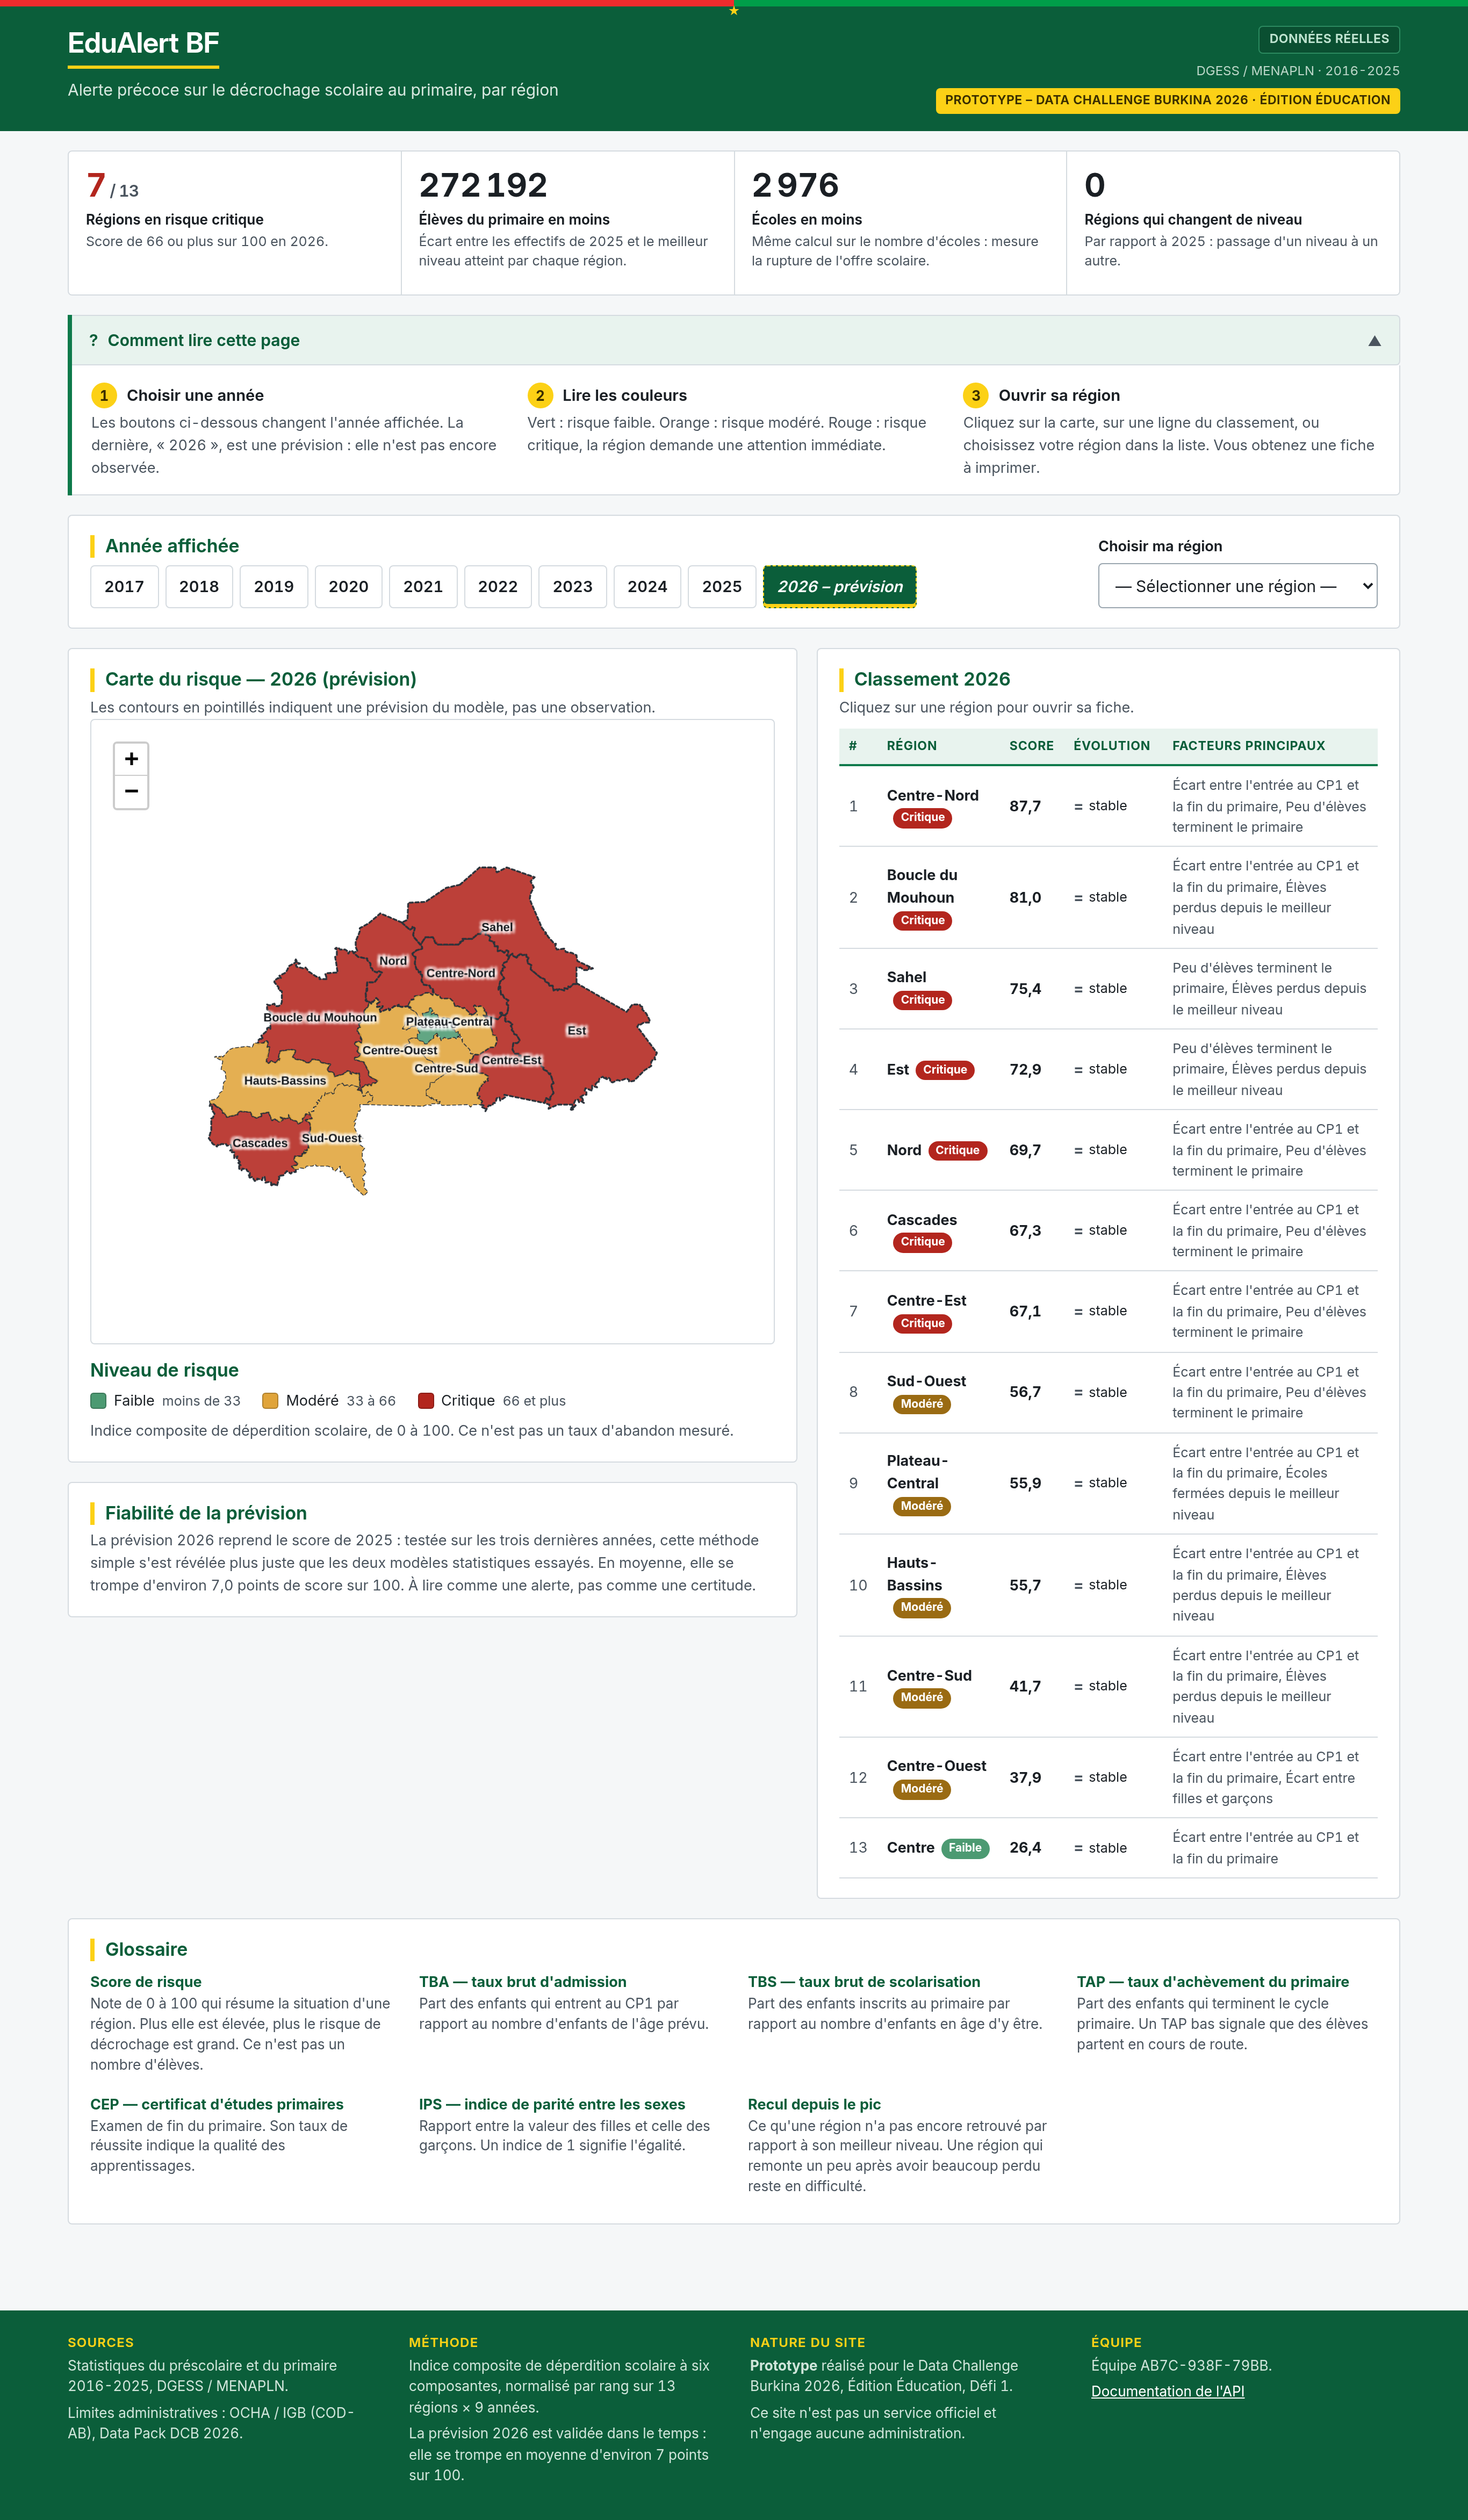 EduAlert BF
Alerte précoce sur le décrochage scolaire au primaire, par région
DONNÉES RÉELLES
DGESS / MENAPLN · 2016-2025
PROTOTYPE – DATA CHALLENGE BURKINA 2026 · ÉDITION ÉDUCATION
7 / 13
Régions en risque critique
Score de 66 ou plus sur 100 en 2026.
272 192
Élèves du primaire en moins
Écart entre les effectifs de 2025 et le meilleur
niveau atteint par chaque région.
2 976
Écoles en moins
Même calcul sur le nombre d'écoles : mesure
la rupture de l'offre scolaire.
0
Régions qui changent de niveau
Par rapport à 2025 : passage d'un niveau à un
autre.
? Comment lire cette page
▲
1 Choisir une année
Les boutons ci-dessous changent l'année affichée. La
dernière, « 2026 », est une prévision : elle n'est pas encore
observée.
2 Lire les couleurs
Vert : risque faible. Orange : risque modéré. Rouge : risque
critique, la région demande une attention immédiate.
3 Ouvrir sa région
Cliquez sur la carte, sur une ligne du classement, ou
choisissez votre région dans la liste. Vous obtenez une fiche
à imprimer.
Année affichée
2017 2018 2019 2020 2021 2022 2023 2024 2025 2026 – prévision
Choisir ma région
— Sélectionner une région —
Carte du risque — 2026 (prévision)
Les contours en pointillés indiquent une prévision du modèle, pas une observation.
+
−
Sahel
Nord
Centre-Nord
Boucle du Mouhoun
Plateau-Central
Est
Centre-Ouest
Centre-Est
Centre-Sud
Hauts-Bassins
Sud-Ouest
Cascades
Niveau de risque
Faible moins de 33 Modéré 33 à 66 Critique 66 et plus
Indice composite de déperdition scolaire, de 0 à 100. Ce n'est pas un taux d'abandon mesuré.
Fiabilité de la prévision
La prévision 2026 reprend le score de 2025 : testée sur les trois dernières années, cette méthode
simple s'est révélée plus juste que les deux modèles statistiques essayés. En moyenne, elle se
trompe d'environ 7,0 points de score sur 100. À lire comme une alerte, pas comme une certitude.
Classement 2026
Cliquez sur une région pour ouvrir sa fiche.
# RÉGION SCORE ÉVOLUTION FACTEURS PRINCIPAUX
1 Centre-Nord Critique 87,7 = stable
Écart entre l'entrée au CP1 et
la fin du primaire, Peu d'élèves
terminent le primaire
2 Boucle du
Mouhoun Critique 81,0 = stable
Écart entre l'entrée au CP1 et
la fin du primaire, Élèves
perdus depuis le meilleur
niveau
3 Sahel Critique 75,4 = stable
Peu d'élèves terminent le
primaire, Élèves perdus depuis
le meilleur niveau
4 Est Critique 72,9 = stable
Peu d'élèves terminent le
primaire, Élèves perdus depuis
le meilleur niveau
5 Nord Critique 69,7 = stable
Écart entre l'entrée au CP1 et
la fin du primaire, Peu d'élèves
terminent le primaire
6 Cascades Critique 67,3 = stable
Écart entre l'entrée au CP1 et
la fin du primaire, Peu d'élèves
terminent le primaire
7 Centre-Est Critique 67,1 = stable
Écart entre l'entrée au CP1 et
la fin du primaire, Peu d'élèves
terminent le primaire
8 Sud-Ouest Modéré 56,7 = stable
Écart entre l'entrée au CP1 et
la fin du primaire, Peu d'élèves
terminent le primaire
9 Plateau-
Central Modéré 55,9 = stable
Écart entre l'entrée au CP1 et
la fin du primaire, Écoles
fermées depuis le meilleur
niveau
10 Hauts-
Bassins Modéré 55,7 = stable
Écart entre l'entrée au CP1 et
la fin du primaire, Élèves
perdus depuis le meilleur
niveau
11 Centre-Sud Modéré 41,7 = stable
Écart entre l'entrée au CP1 et
la fin du primaire, Élèves
perdus depuis le meilleur
niveau
12 Centre-Ouest Modéré 37,9 = stable
Écart entre l'entrée au CP1 et
la fin du primaire, Écart entre
filles et garçons
13 Centre Faible 26,4 = stable
Écart entre l'entrée au CP1 et
la fin du primaire
Glossaire
Score de risque
Note de 0 à 100 qui résume la situation d'une
région. Plus elle est élevée, plus le risque de
décrochage est grand. Ce n'est pas un
nombre d'élèves.
TBA — taux brut d'admission
Part des enfants qui entrent au CP1 par
rapport au nombre d'enfants de l'âge prévu.
TBS — taux brut de scolarisation
Part des enfants inscrits au primaire par
rapport au nombre d'enfants en âge d'y être.
TAP — taux d'achèvement du primaire
Part des enfants qui terminent le cycle
primaire. Un TAP bas signale que des élèves
partent en cours de route.
CEP — certificat d'études primaires
Examen de fin du primaire. Son taux de
réussite indique la qualité des
apprentissages.
IPS — indice de parité entre les sexes
Rapport entre la valeur des filles et celle des
garçons. Un indice de 1 signifie l'égalité.
Recul depuis le pic
Ce qu'une région n'a pas encore retrouvé par
rapport à son meilleur niveau. Une région qui
remonte un peu après avoir beaucoup perdu
reste en difficulté.
SOURCES
Statistiques du préscolaire et du primaire
2016-2025, DGESS / MENAPLN.
Limites administratives : OCHA / IGB (COD-
AB), Data Pack DCB 2026.
MÉTHODE
Indice composite de déperdition scolaire à six
composantes, normalisé par rang sur 13
régions × 9 années.
La prévision 2026 est validée dans le temps :
elle se trompe en moyenne d'environ 7 points
sur 100.
NATURE DU SITE
Prototype réalisé pour le Data Challenge
Burkina 2026, Édition Éducation, Défi 1.
Ce site n'est pas un service officiel et
n'engage aucune administration.
ÉQUIPE
Équipe AB7C-938F-79BB.
Documentation de l'API